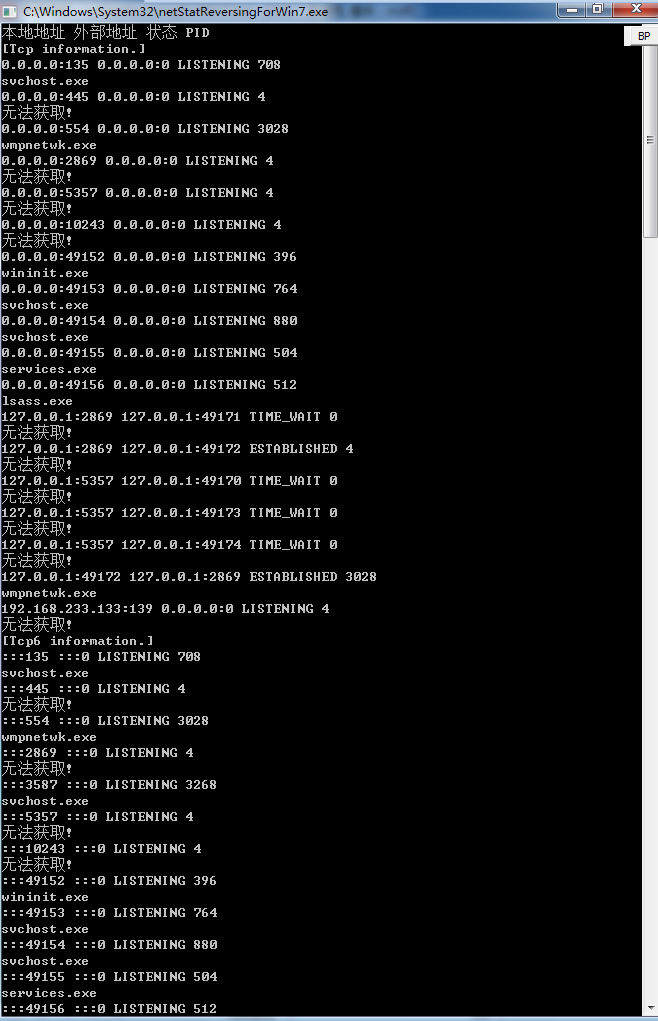 C:\Windows\System32\netStatReversingForWin7.exe
BP
本地地址 外部地址 状态 PID
[Tcp information.]
0.0.0.0:135 0.0.0.0:0 LISTENING 708
svchost.exe
0.0.0.0:445 0.0.0.0:0 LISTENING 4
无法获取!
0.0.0.0:554 0.0.0.0:0 LISTENING 3028
wmpnetwk.exe
0.0.0.0:2869 0.0.0.0:0 LISTENING 4
无法获取!
0.0.0.0:5357 0.0.0.0:0 LISTENING 4
无法获取!
0.0.0.0:10243 0.0.0.0:0 LISTENING 4
无法获取!
0.0.0.0:49152 0.0.0.0:0 LISTENING 396
wininit.exe
0.0.0.0:49153 0.0.0.0:0 LISTENING 764
svchost.exe
0.0.0.0:49154 0.0.0.0:0 LISTENING 880
svchost.exe
0.0.0.0:49155 0.0.0.0:0 LISTENING 504
services.exe
0.0.0.0:49156 0.0.0.0:0 LISTENING 512
lsass.exe
127.0.0.1:2869 127.0.0.1:49171 TIME_WAIT 0
无法获取!
127.0.0.1:2869 127.0.0.1:49172 ESTABLISHED 4
无法获取!
127.0.0.1:5357 127.0.0.1:49170 TIME_WAIT 0
无法获取!
127.0.0.1:5357 127.0.0.1:49173 TIME_WAIT 0
无法获取!
127.0.0.1:5357 127.0.0.1:49174 TIME_WAIT 0
无法获取!
127.0.0.1:49172 127.0.0.1:2869 ESTABLISHED 3028
wmpnetwk.exe
192.168.233.133:139 0.0.0.0:0 LISTENING 4
无法获取!
[Tcp6 information.]
:::135 :::0 LISTENING 708
svchost.exe
:::445 :::0 LISTENING 4
无法获取!
:::554 :::0 LISTENING 3028
wmpnetwk.exe
:::2869 :::0 LISTENING 4
无法获取!
:::3587 :::0 LISTENING 3268
svchost.exe
:::5357 :::0 LISTENING 4
无法获取!
:::10243 :::0 LISTENING 4
无法获取!
:::49152 :::0 LISTENING 396
wininit.exe
:::49153 :::0 LISTENING 764
svchost.exe
:::49154 :::0 LISTENING 880
svchost.exe
:::49155 :::0 LISTENING 504
services.exe
:::49156 :::0 LISTENING 512